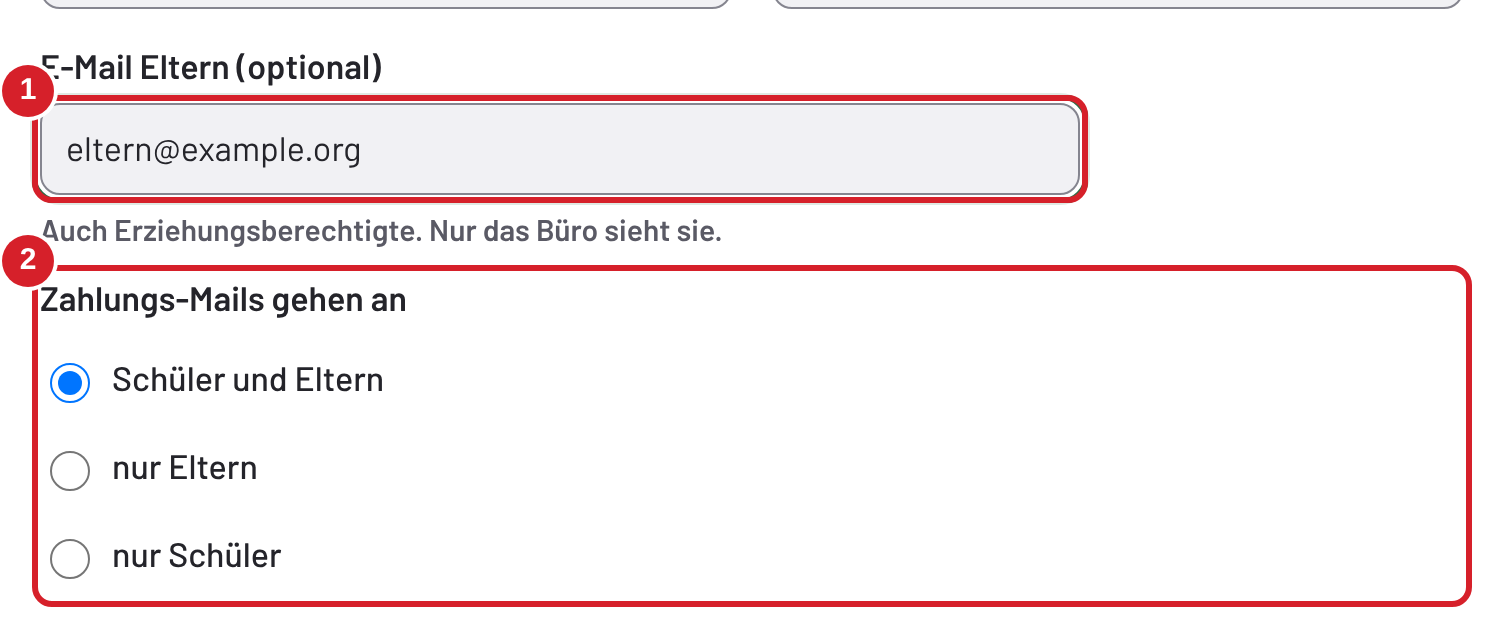 E-Mail Eltern (optional)
1
eltern@example.org
Auch Erziehungsberechtigte. Nur das Büro sieht sie.
2
Zahlungs-Mails gehen an
Schüler und Eltern
nur Eltern
nur Schüler